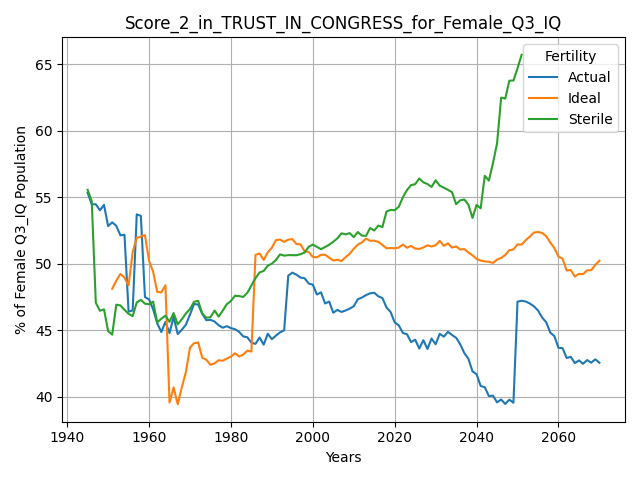 Score_2_in_TRUST_IN_CONGRESS_for_Female_Q3_IQ
Fertility
Actual
Ideal
Sterile
% of Female Q3_IQ Population
65
60
55
50
45
40
1940
1960
1980
2000
2020
2040
2060
Years